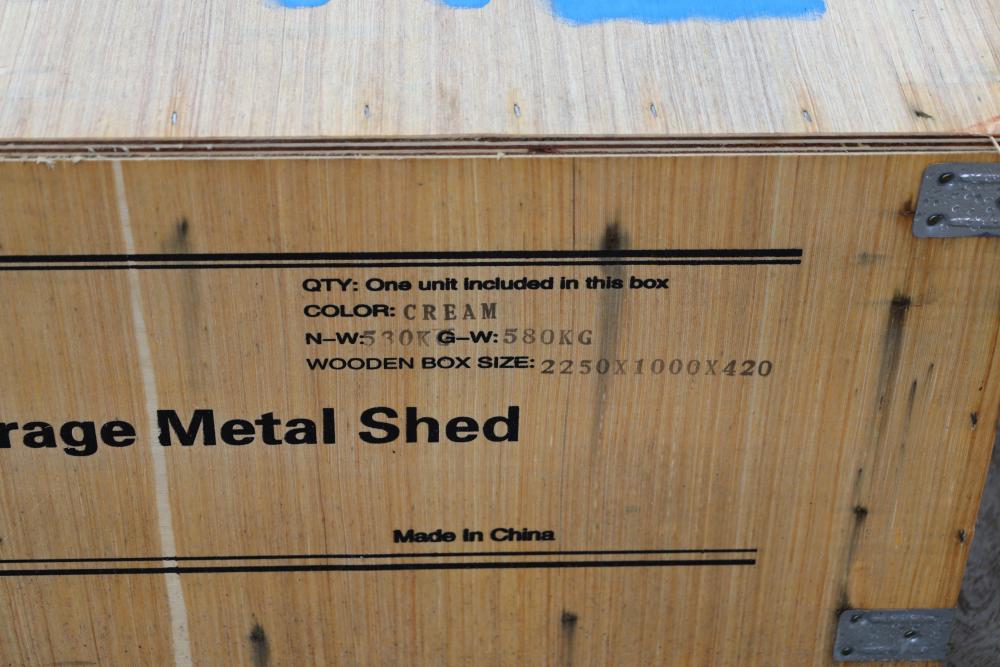 QTY: One unit included in this box
COLOR: CREAM
N-W:530KG G-W:580KG
WOODEN BOX SIZE: 2250X1000X420
rage Metal Shed
Made In China